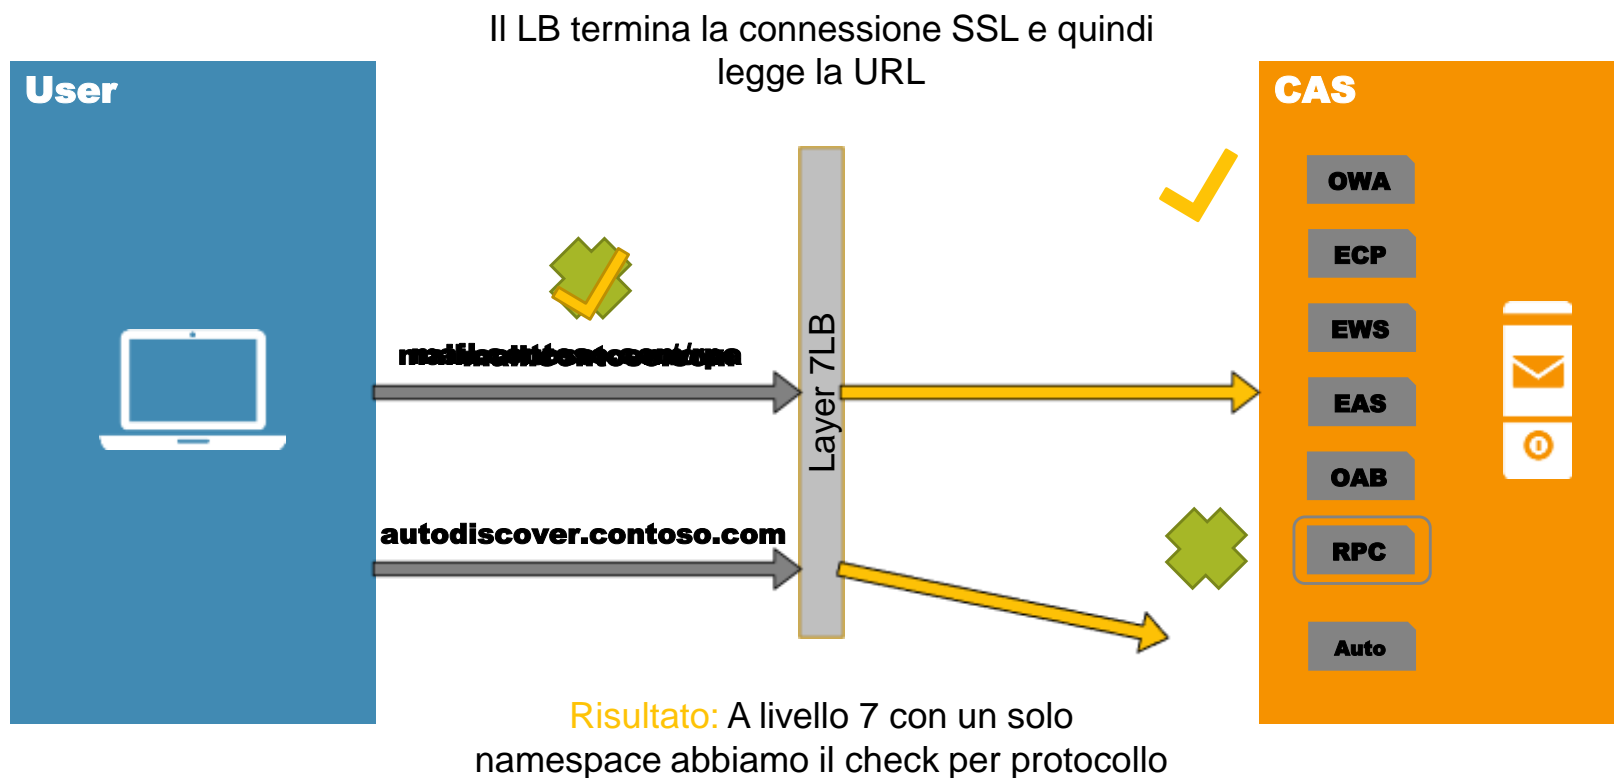 Il LB termina la connessione SSL e quindi
legge la URL
User
CAS
OWA
ECP
EWS
EAS
OAB
RPC
Auto
Layer 7LB
autodiscover.contoso.com
Risultato: A livello 7 con un solo
namespace abbiamo il check per protocollo